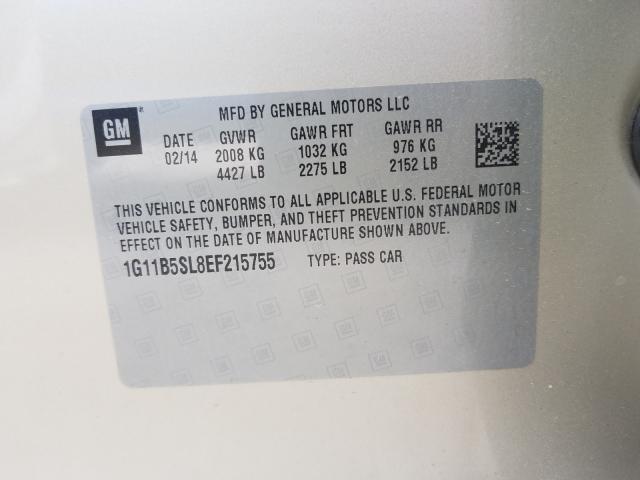 GM
MFD BY GENERAL MOTORS LLC
DATE GVWR GAWR FRT GAWR RR
02/14 2008 KG 1032 KG 976 KG
4427 LB 2275 LB 2152 LB
THIS VEHICLE CONFORMS TO ALL APPLICABLE U.S. FEDERAL MOTOR
VEHICLE SAFETY, BUMPER, AND THEFT PREVENTION STANDARDS IN
EFFECT ON THE DATE OF MANUFACTURE SHOWN ABOVE.
1G11B5SL8EF215755 TYPE: PASS CAR